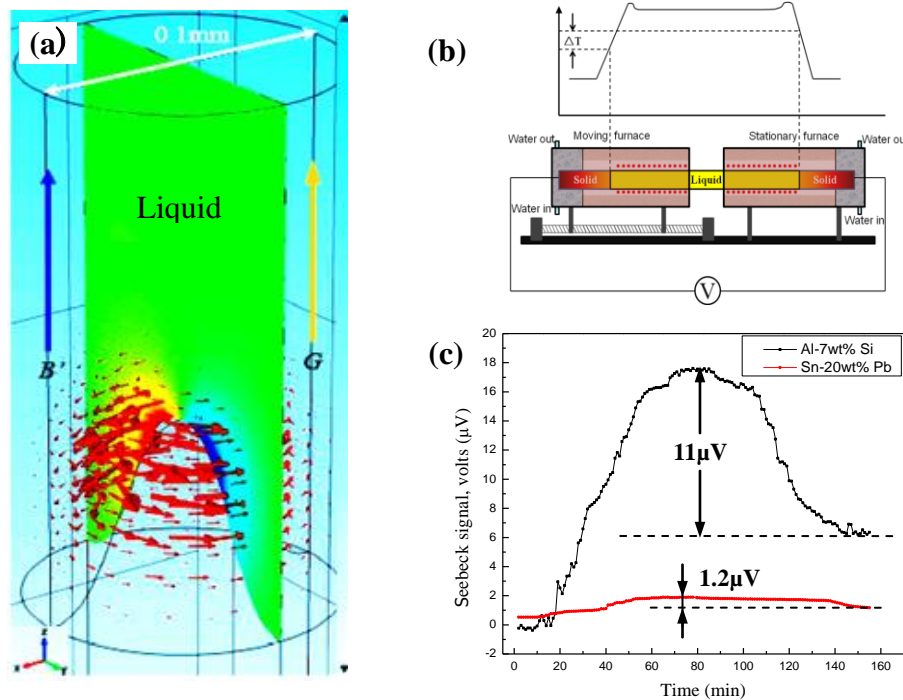 (a)
0 1mm
Liquid
B'
G
z
x
Y
(b)
ΔT
Water out
Moving furnace
Stationary furnace
Water ou
Solid
Liquid
Solid
Water in
Water in
V
(c)
Al-7wt% Si
Sn-20wt% Pb
Seebeck signal, volts (μV)
20
18
16
14
12
10
8
6
4
2
0
-2
11μV
1.2μV
0 20 40 60 80 100 120 140 160
Time (min)